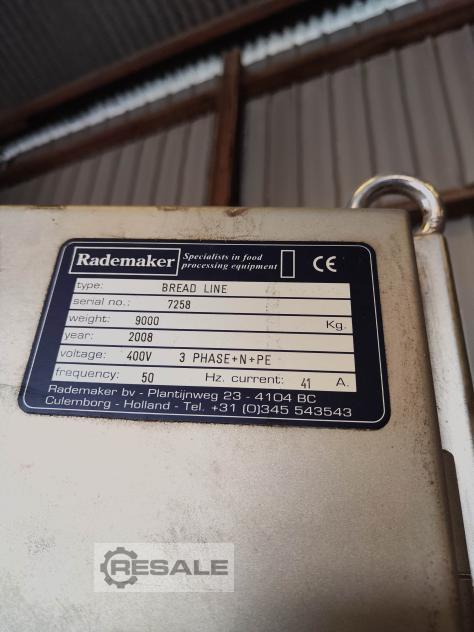 Rademaker Specialists in food processing equipment CE
type: BREAD LINE
serial no.: 7258
weight: 9000 Kg.
year: 2008
voltage: 400V 3 PHASE+N+PE
frequency: 50 Hz. current: 41 A.
Rademaker bv - Plantijnweg 23 - 4104 BC
Culemborg - Holland - Tel. +31 (0)345 543543
RESALE